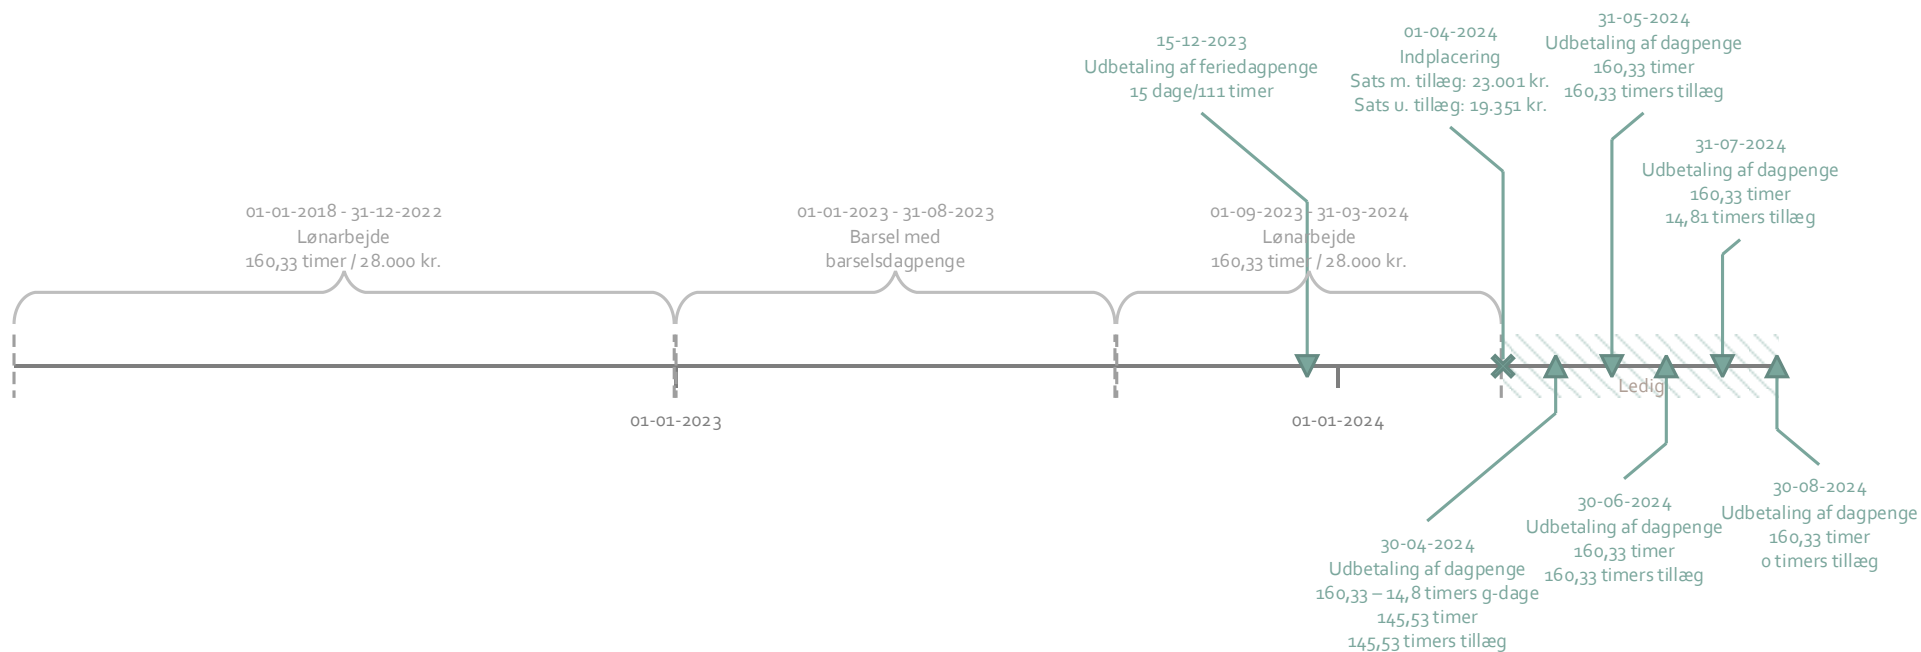 15-12-2023
Udbetaling af feriedagpenge
15 dage/111 timer
01-04-2024
Indplacering
Sats m. tillæg: 23.001 kr.
Sats u. tillæg: 19.351 kr.
31-05-2024
Udbetaling af dagpenge
160,33 timer
160,33 timers tillæg
31-07-2024
Udbetaling af dagpenge
160,33 timer
14,81 timers tillæg
01-01-2018 - 31-12-2022
Lønarbejde
160,33 timer / 28.000 kr.
01-01-2023 - 31-08-2023
Barsel med
barselsdagpenge
01-09-2023 - 31-03-2024
Lønarbejde
160,33 timer / 28.000 kr.
Ledig
01-01-2023
01-01-2024
30-04-2024
Udbetaling af dagpenge
160,33 – 14,8 timers g-dage
145,53 timer
145,53 timers tillæg
30-06-2024
Udbetaling af dagpenge
160,33 timer
160,33 timers tillæg
30-08-2024
Udbetaling af dagpenge
160,33 timer
0 timers tillæg